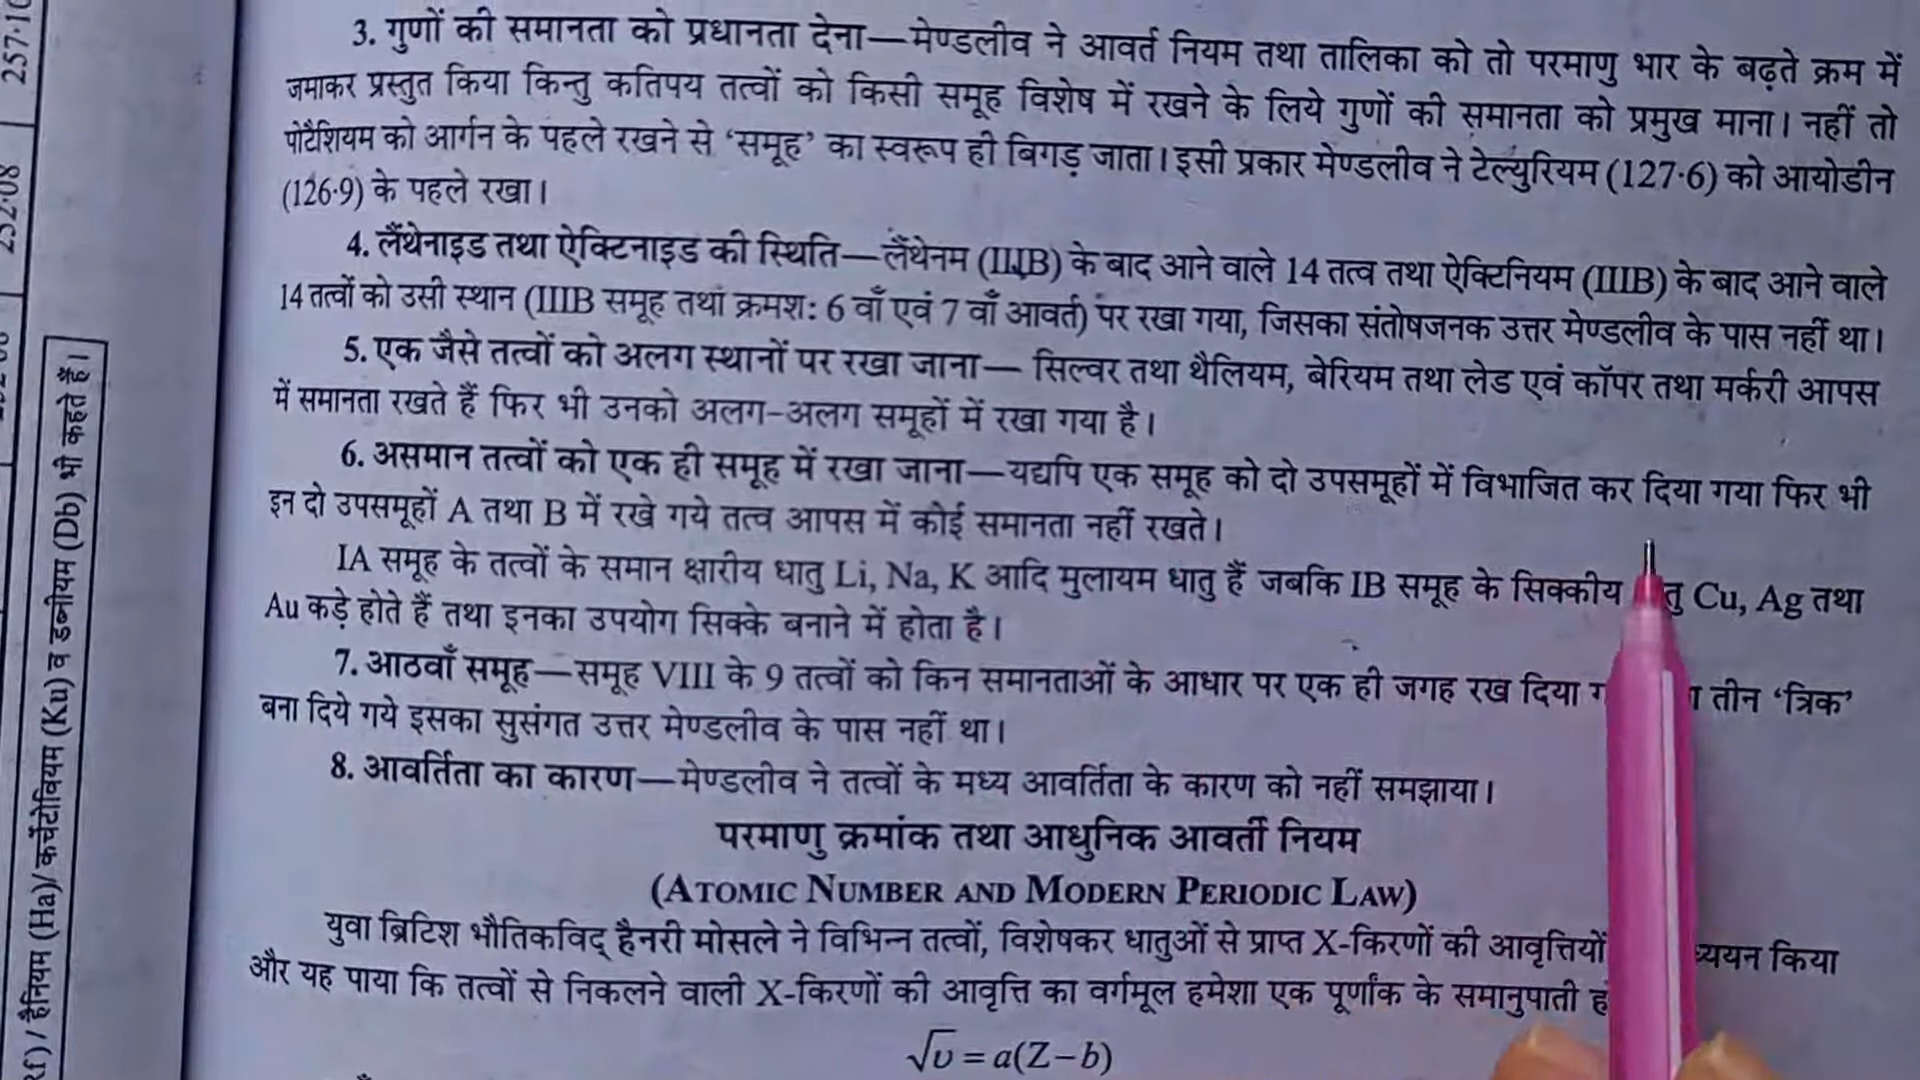 3. गुणों की समानता को प्रधानता देना—मेण्डलीव ने आवर्त नियम तथा तालिका को तो परमाणु भार के बढ़ते क्रम में
जमाकर प्रस्तुत किया किन्तु कतिपय तत्वों को किसी समूह विशेष में रखने के लिये गुणों की समानता को प्रमुख माना। नहीं तो
पोटैशियम को आर्गन के पहले रखने से ‘समूह’ का स्वरूप ही बिगड़ जाता। इसी प्रकार मेण्डलीव ने टेल्युरियम (127·6) को आयोडीन
(126·9) के पहले रखा।
4. लैंथेनाइड तथा ऐक्टिनाइड की स्थिति—लैंथेनम (IIIB) के बाद आने वाले 14 तत्व तथा ऐक्टिनियम (IIIB) के बाद आने वाले
14 तत्वों को उसी स्थान (IIIB समूह तथा क्रमशः 6 वाँ एवं 7 वाँ आवर्त) पर रखा गया, जिसका संतोषजनक उत्तर मेण्डलीव के पास नहीं था।
5. एक जैसे तत्वों को अलग स्थानों पर रखा जाना— सिल्वर तथा थैलियम, बेरियम तथा लेड एवं कॉपर तथा मर्करी आपस
में समानता रखते हैं फिर भी उनको अलग-अलग समूहों में रखा गया है।
6. असमान तत्वों को एक ही समूह में रखा जाना—यद्यपि एक समूह को दो उपसमूहों में विभाजित कर दिया गया फिर भी
इन दो उपसमूहों A तथा B में रखे गये तत्व आपस में कोई समानता नहीं रखते।
IA समूह के तत्वों के समान क्षारीय धातु Li, Na, K आदि मुलायम धातु हैं जबकि IB समूह के सिक्कीय तु Cu, Ag तथा
Au कड़े होते हैं तथा इनका उपयोग सिक्के बनाने में होता है।
7. आठवाँ समूह—समूह VIII के 9 तत्वों को किन समानताओं के आधार पर एक ही जगह रख दिया तीन ‘त्रिक’
बना दिये गये इसका सुसंगत उत्तर मेण्डलीव के पास नहीं था।
8. आवर्तिता का कारण—मेण्डलीव ने तत्वों के मध्य आवर्तिता के कारण को नहीं समझाया।
परमाणु क्रमांक तथा आधुनिक आवर्ती नियम
(ATOMIC NUMBER AND MODERN PERIODIC LAW)
युवा ब्रिटिश भौतिकविद् हैनरी मोसले ने विभिन्न तत्वों, विशेषकर धातुओं से प्राप्त X-किरणों की आवृत्तियों ध्ययन किया
और यह पाया कि तत्वों से निकलने वाली X-किरणों की आवृत्ति का वर्गमूल हमेशा एक पूर्णांक के समानुपाती
√υ = a(Z – b)
257·10
252·08
rf) / हैनियम (Ha)/ कर्चेटोवियम (Ku) व डब्नीयम (Db) भी कहते हैं।